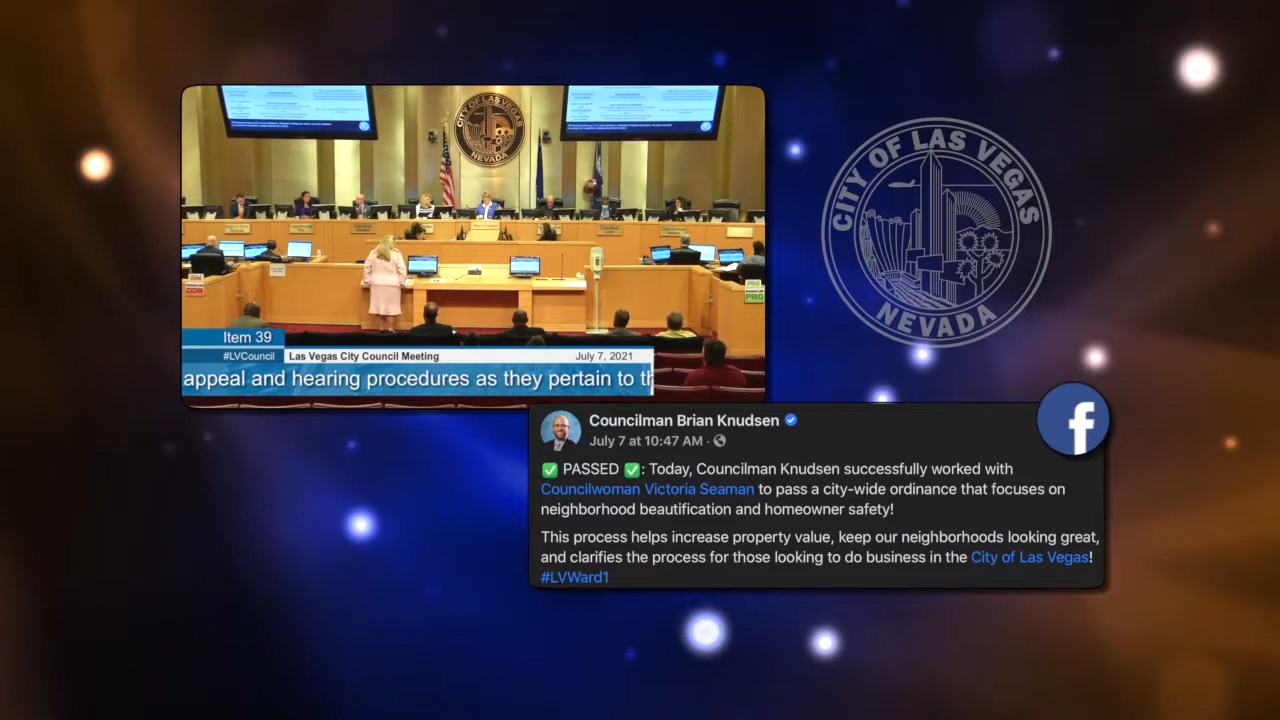 CITY OF LAS VEGAS
NEVADA
CITY OF LAS VEGAS
NEVADA
Item 39
#LVCouncil
Las Vegas City Council Meeting
July 7, 2021
appeal and hearing procedures as they pertain to th
Councilman Brian Knudsen
July 7 at 10:47 AM ·
✅ PASSED ✅: Today, Councilman Knudsen successfully worked with
Councilwoman Victoria Seaman to pass a city-wide ordinance that focuses on
neighborhood beautification and homeowner safety!
This process helps increase property value, keep our neighborhoods looking great,
and clarifies the process for those looking to do business in the City of Las Vegas!
#LVWard1